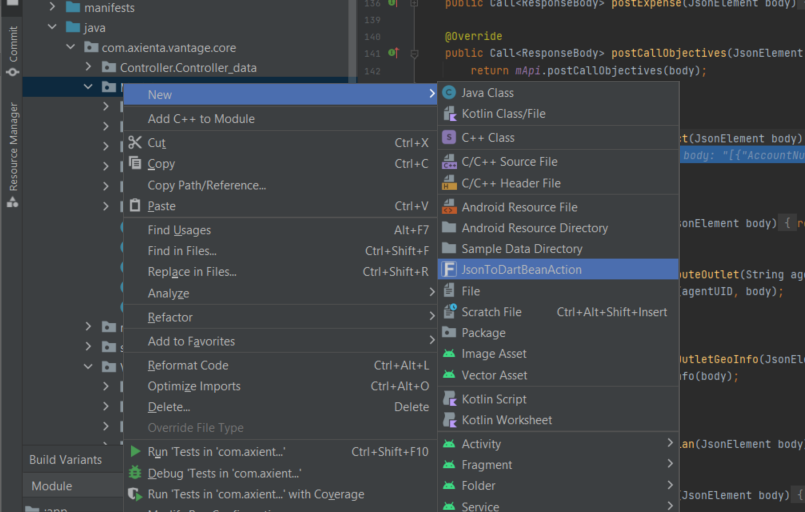 manifests
java
com.axienta.vantage.core
Controller.Controller_data
Commit
Resource Manager
New
Add C++ to Module
Cut Ctrl+X
Copy Ctrl+C
Copy Path/Reference...
Paste Ctrl+V
Find Usages Alt+F7
Find in Files... Ctrl+Shift+F
Replace in Files... Ctrl+Shift+R
Analyze
Refactor
Add to Favorites
Reformat Code Ctrl+Alt+L
Optimize Imports Ctrl+Alt+O
Delete... Delete
Override File Type
Run 'Tests in 'com.axient...' Ctrl+Shift+F10
Debug 'Tests in 'com.axient...'
Run 'Tests in 'com.axient...' with Coverage
Build Variants
Module
Java Class
Kotlin Class/File
C++ Class
C/C++ Source File
C/C++ Header File
Android Resource File
Android Resource Directory
Sample Data Directory
JsonToDartBeanAction
File
Scratch File Ctrl+Alt+Shift+Insert
Package
Image Asset
Vector Asset
Kotlin Script
Kotlin Worksheet
Activity
Fragment
Folder
Service
136 public Call<ResponseBody> postExpense(JsonElement body)
139
140 @Override
141 public Call<ResponseBody> postCallObjectives(JsonElement
142 return mApi.postCallObjectives(body);
ct(JsonElement body)
body: "[{"AccountNu
sonElement body) { re
uteOutlet(String age
(agentUID, body);
OutletGeoInfo(JsonEl
nfo(body);
lan(JsonElement body
sonElement body) {